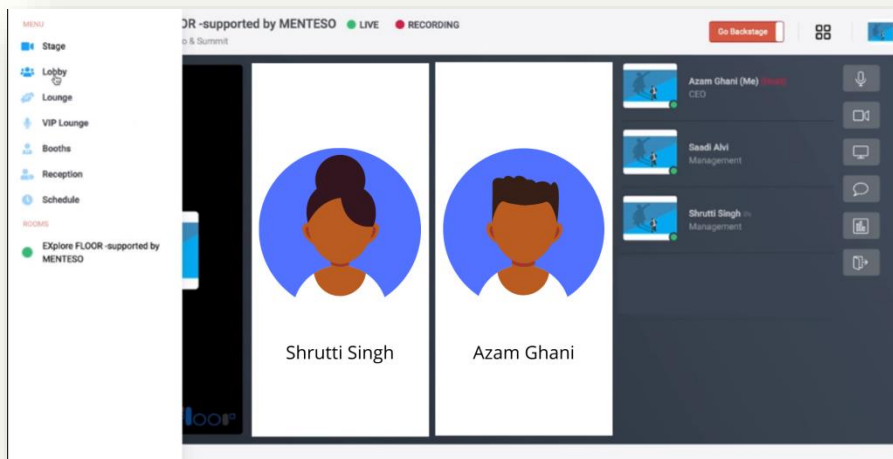 MENU
Stage
Lobby
Lounge
VIP Lounge
Booths
Reception
Schedule
ROOMS
EXplore FLOOR -supported by
MENTESO
OR -supported by MENTESO LIVE RECORDING
& Summit
Go Backstage
Shrutti Singh
Azam Ghani
Azam Ghani (Me)
CEO
Saadi Alvi
Management
Shrutti Singh
Management
loor